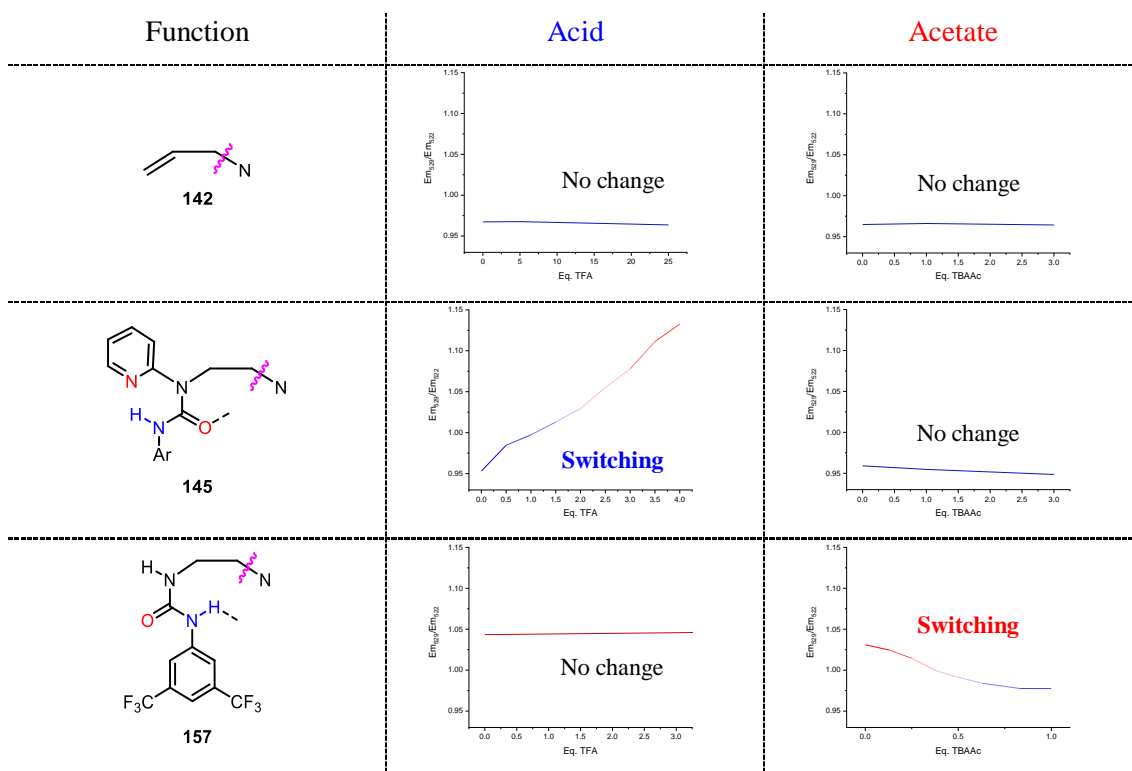 Function Acid Acetate
N
142
1.15
1.10
1.05
1.00
0.95
Em529/Em522
No change
0 5 10 15 20 25
Eq. TFA
1.15
1.10
1.05
1.00
0.95
Em529/Em522
No change
0.0 0.5 1.0 1.5 2.0 2.5 3.0
Eq. TBAAc
N
N
N
H
N
O
Ar
145
1.15
1.10
1.05
1.00
0.95
Em529/Em522
Switching
0.0 0.5 1.0 1.5 2.0 2.5 3.0 3.5 4.0
Eq. TFA
1.15
1.10
1.05
1.00
0.95
Em529/Em522
No change
0.0 0.5 1.0 1.5 2.0 2.5 3.0
Eq. TBAAc
H
N
N
O
N
H
F3C
CF3
157
1.15
1.10
1.05
1.00
0.95
Em529/Em522
No change
0.0 0.5 1.0 1.5 2.0 2.5 3.0
Eq. TFA
1.15
1.10
1.05
1.00
0.95
Em529/Em522
Switching
0.0 0.5 1.0
Eq. TBAAc